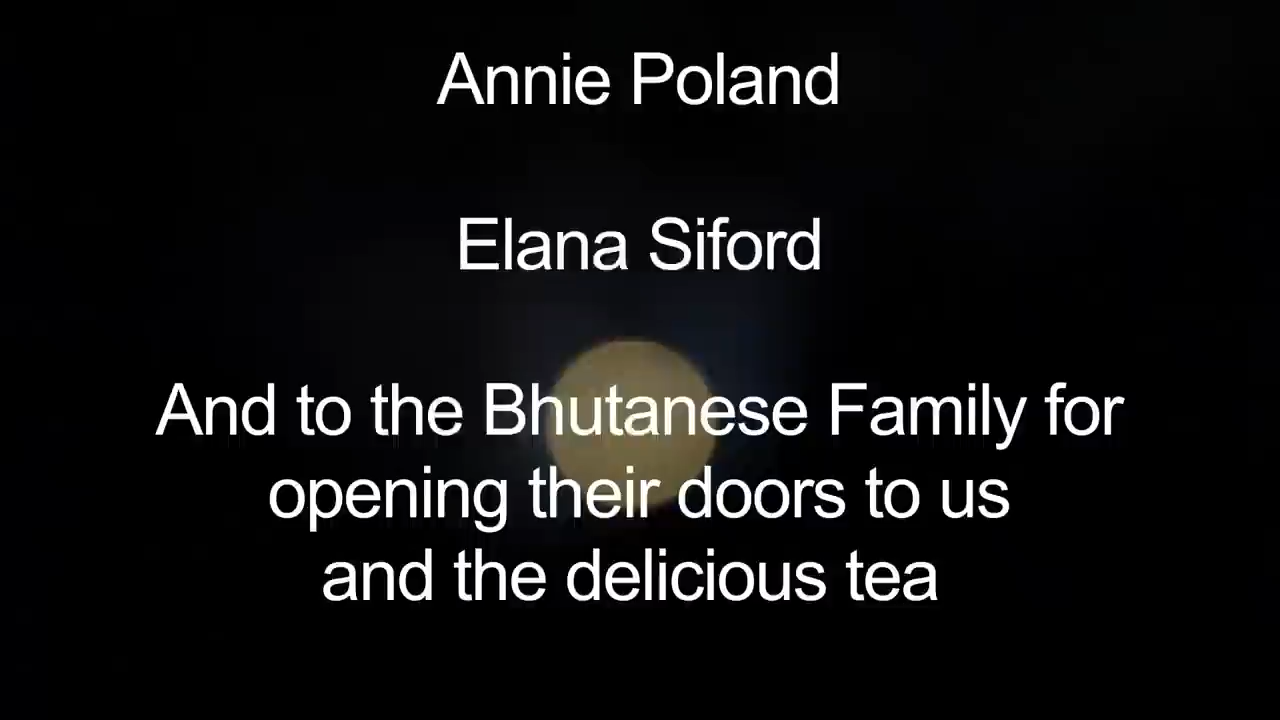 Annie Poland
Elana Siford
And to the Bhutanese Family for
opening their doors to us
and the delicious tea